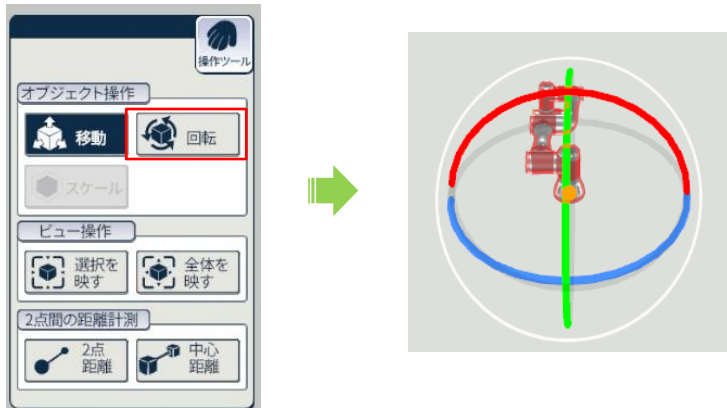 操作ツール
オブジェクト操作
移動
回転
スケール
ビュー操作
選択を
映す
全体を
映す
2点間の距離計測
2点
距離
中心
距離